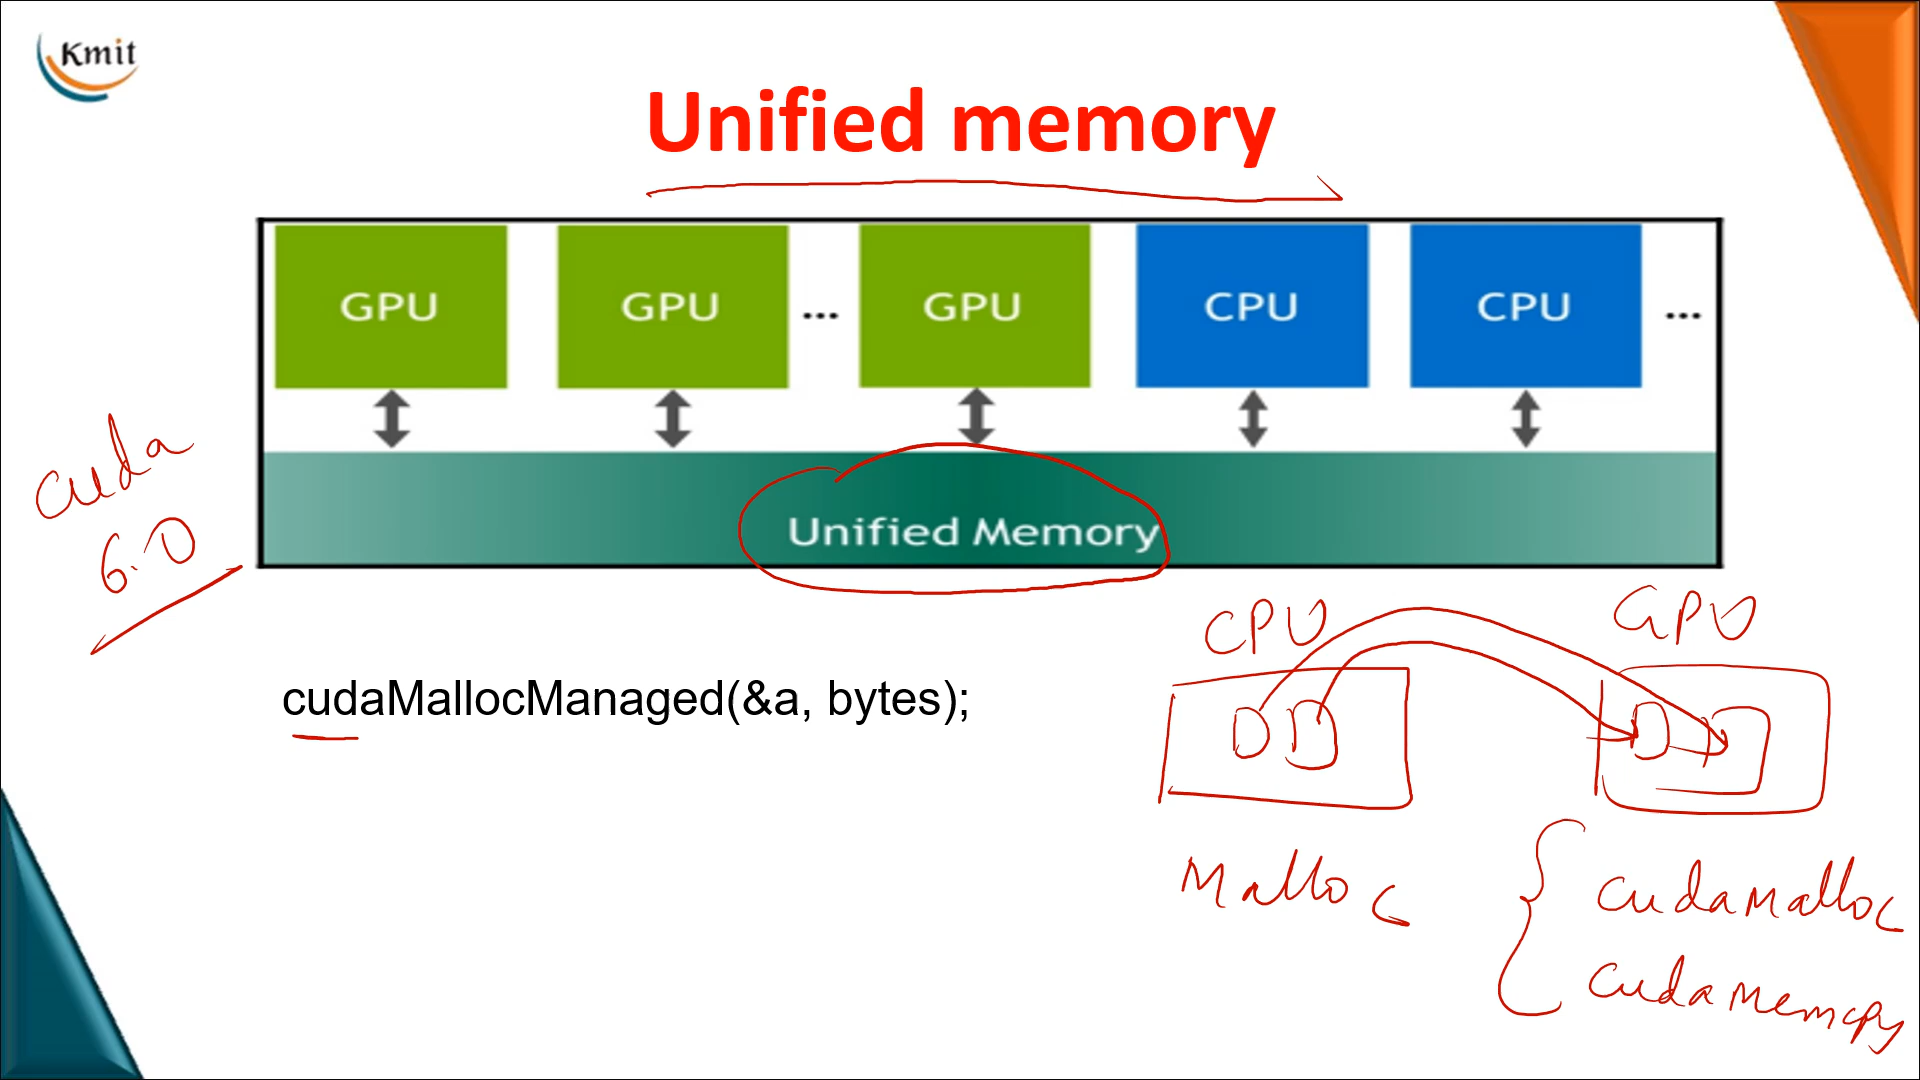 Kmit
Unified memory
GPU GPU ... GPU CPU CPU ...
Unified Memory
cuda
6.0
cudaMallocManaged(&a, bytes);
CPU GPU
Malloc
cudaMalloc
cudaMemcpy